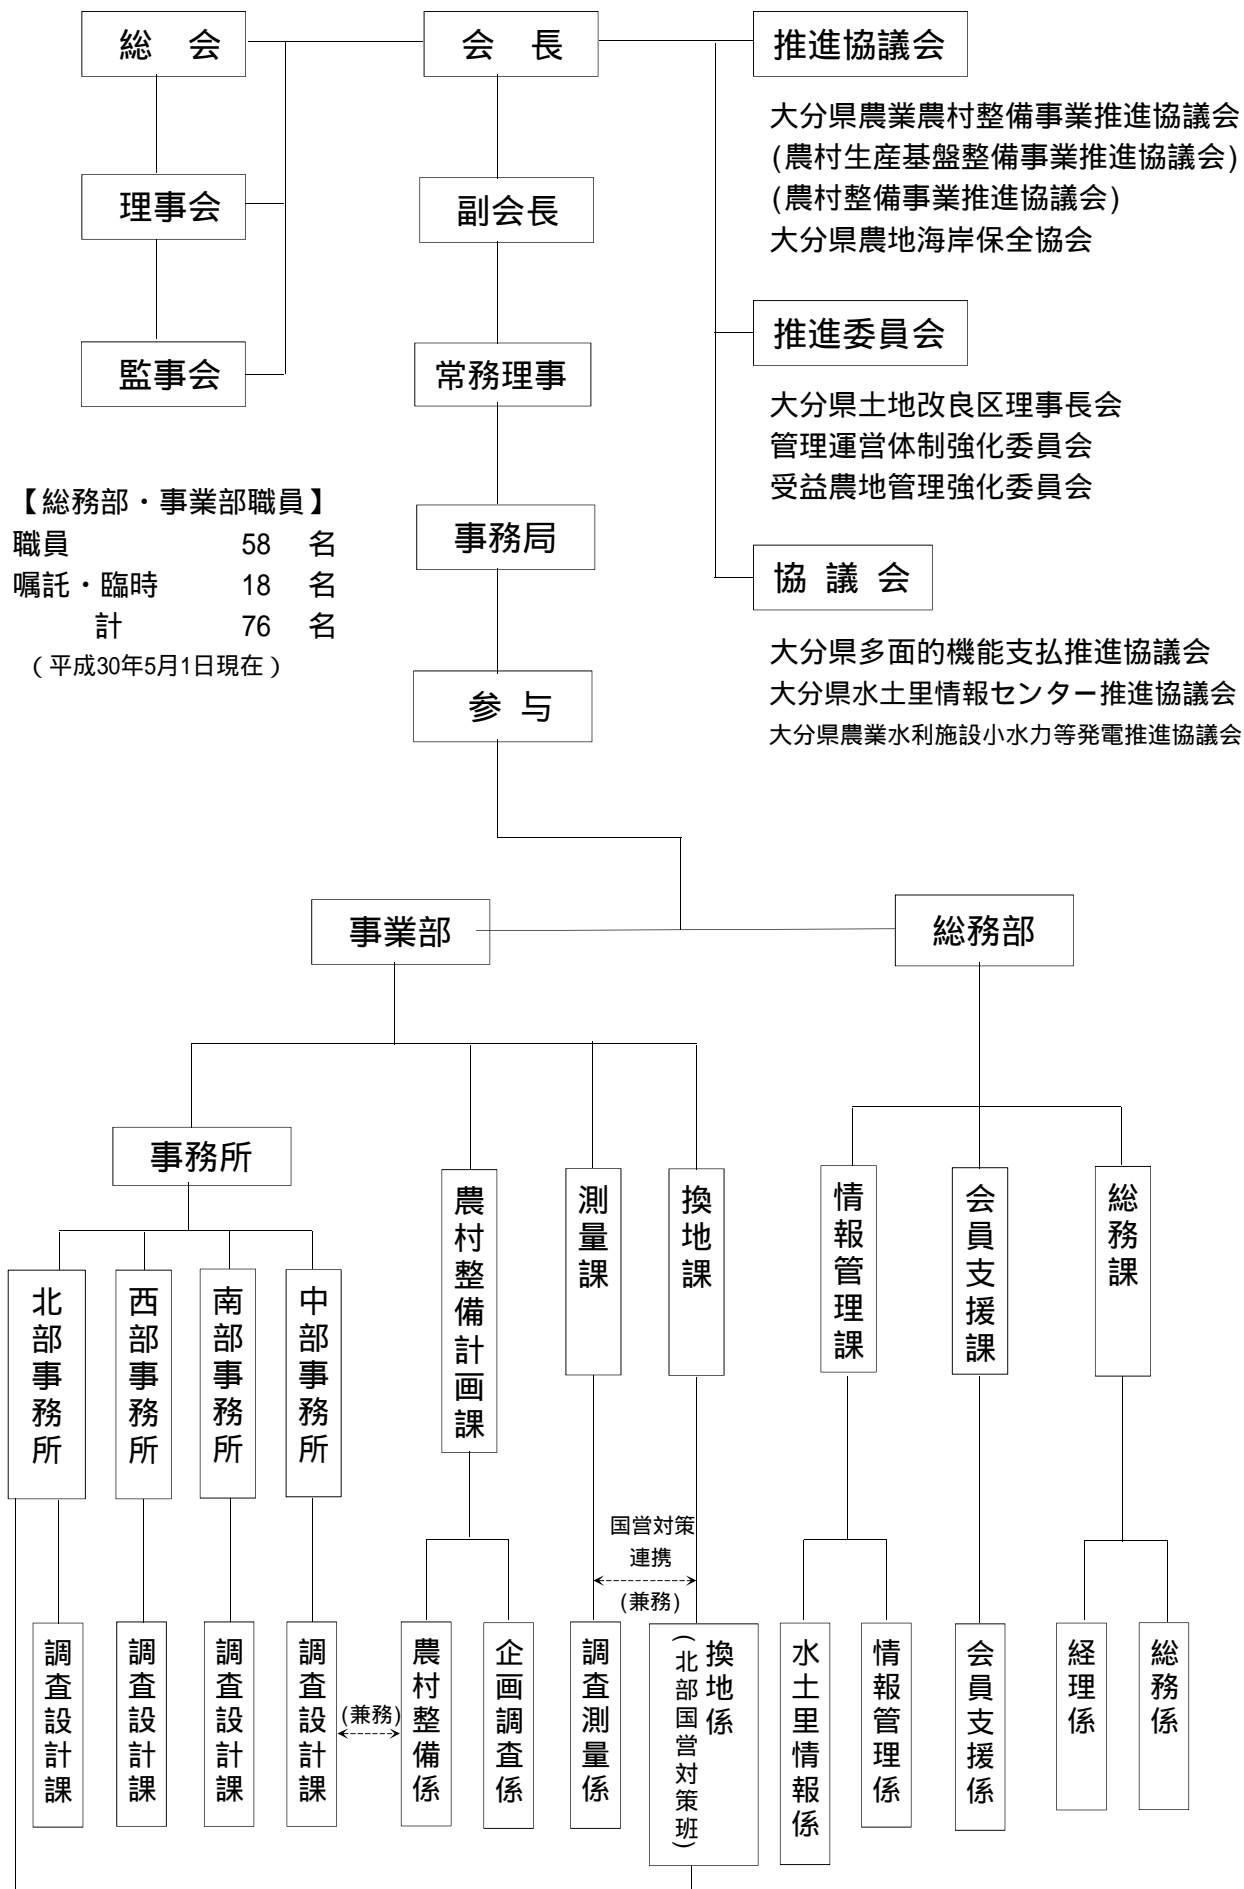 総　会
会　長
推進協議会
大分県農業農村整備事業推進協議会
(農村生産基盤整備事業推進協議会)
(農村整備事業推進協議会)
大分県農地海岸保全協会
理事会
副会長
推進委員会
大分県土地改良区理事長会
管理運営体制強化委員会
受益農地管理強化委員会
監事会
常務理事
【総務部・事業部職員】
職員　58　名
嘱託・臨時　18　名
計　76　名
（平成30年5月1日現在）
事務局
協 議 会
大分県多面的機能支払推進協議会
大分県水土里情報センター推進協議会
大分県農業水利施設小水力等発電推進協議会
参 与
事業部
総務部
事務所
農村整備計画課
測量課
換地課
情報管理課
会員支援課
総務課
北部事務所
西部事務所
南部事務所
中部事務所
国営対策
連携
(兼務)
調査設計課
調査設計課
調査設計課
調査設計課
(兼務)
農村整備係
企画調査係
調査測量係
換地係
(北部国営対策班)
水土里情報係
情報管理係
会員支援係
経理係
総務係